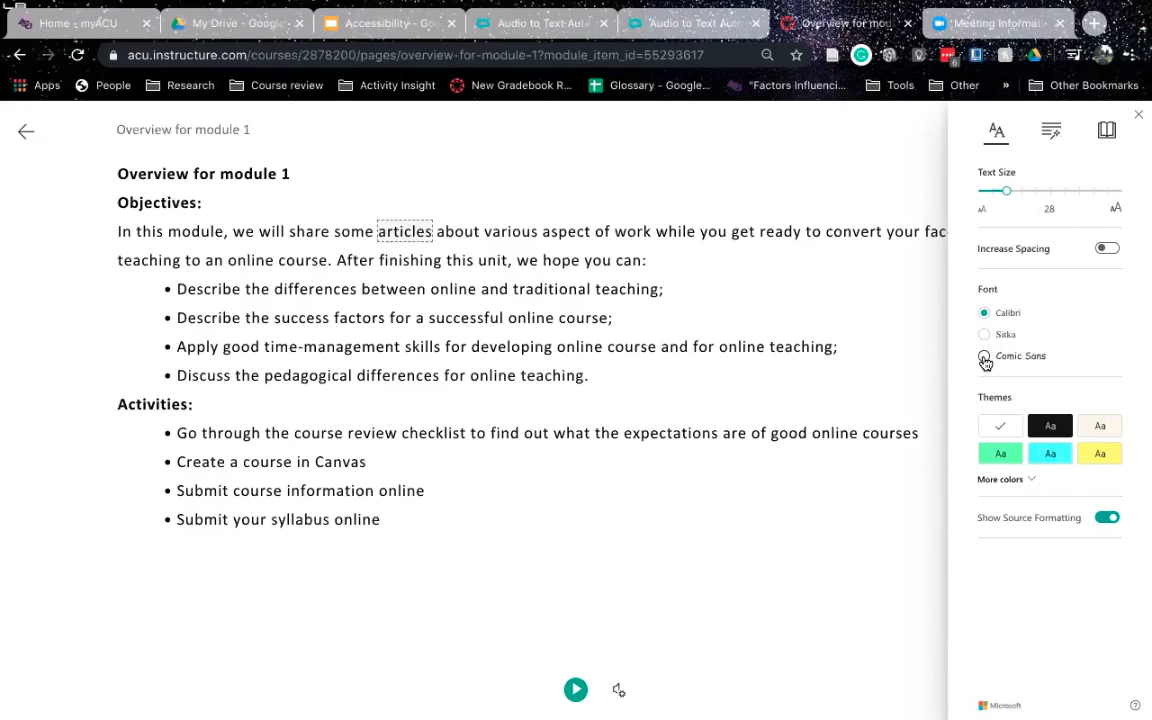 Home - myACU
My Drive - Google
Accessibility - Go
Audio to Text Aut
Audio to Text Aut
Overview for mod
Meeting Informati
acu.instructure.com/courses/2878200/pages/overview-for-module-1?module_item_id=55293617
6
Apps
People
Research
Course review
Activity Insight
New Gradebook R...
Glossary - Google...
"Factors Influenci...
Tools
Other
»
Other Bookmarks
Overview for module 1
Overview for module 1
Objectives:
In this module, we will share some articles about various aspect of work while you get ready to convert your fac
teaching to an online course. After finishing this unit, we hope you can:
• Describe the differences between online and traditional teaching;
• Describe the success factors for a successful online course;
• Apply good time-management skills for developing online course and for online teaching;
• Discuss the pedagogical differences for online teaching.
Activities:
• Go through the course review checklist to find out what the expectations are of good online courses
• Create a course in Canvas
• Submit course information online
• Submit your syllabus online
AA
Text Size
AA
28
AA
Increase Spacing
Font
Calibri
Sitka
Comic Sans
Themes
Aa
Aa
Aa
Aa
Aa
More colors
Show Source Formatting
Microsoft